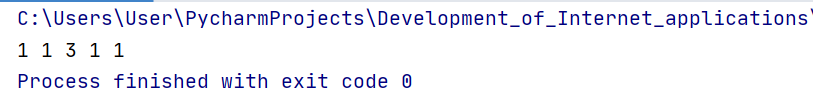 C:\Users\User\PycharmProjects\Development_of_Internet_applications\
1 1 3 1 1
Process finished with exit code 0